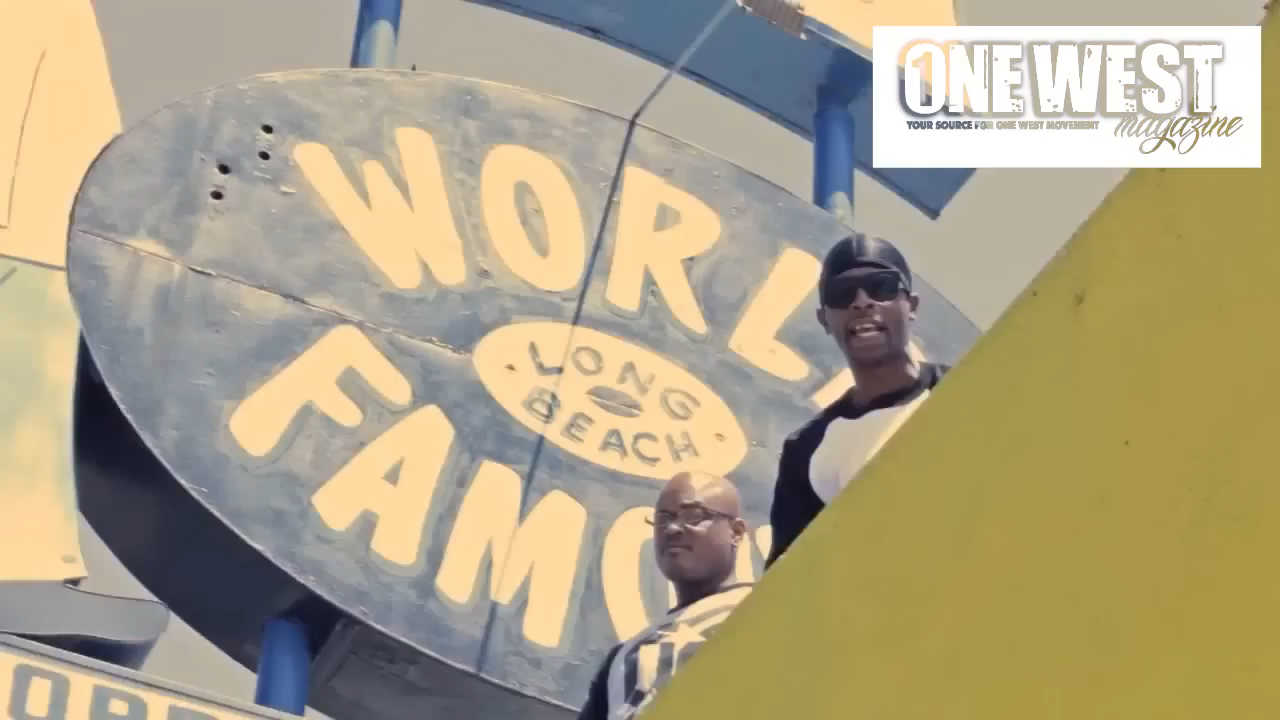 ONE WEST
YOUR SOURCE FOR ONE WEST MOVEMENT
magazine
WORL
LONG
BEACH
FAMO